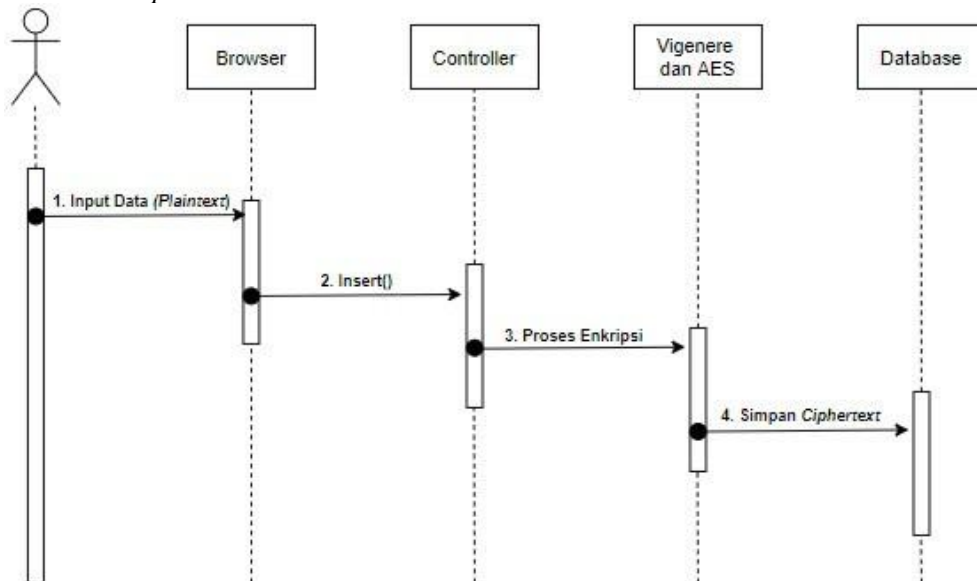 Browser
Controller
Vigenere
dan AES
Database
1. Input Data (Plaintext)
2. Insert()
3. Proses Enkripsi
4. Simpan Ciphertext